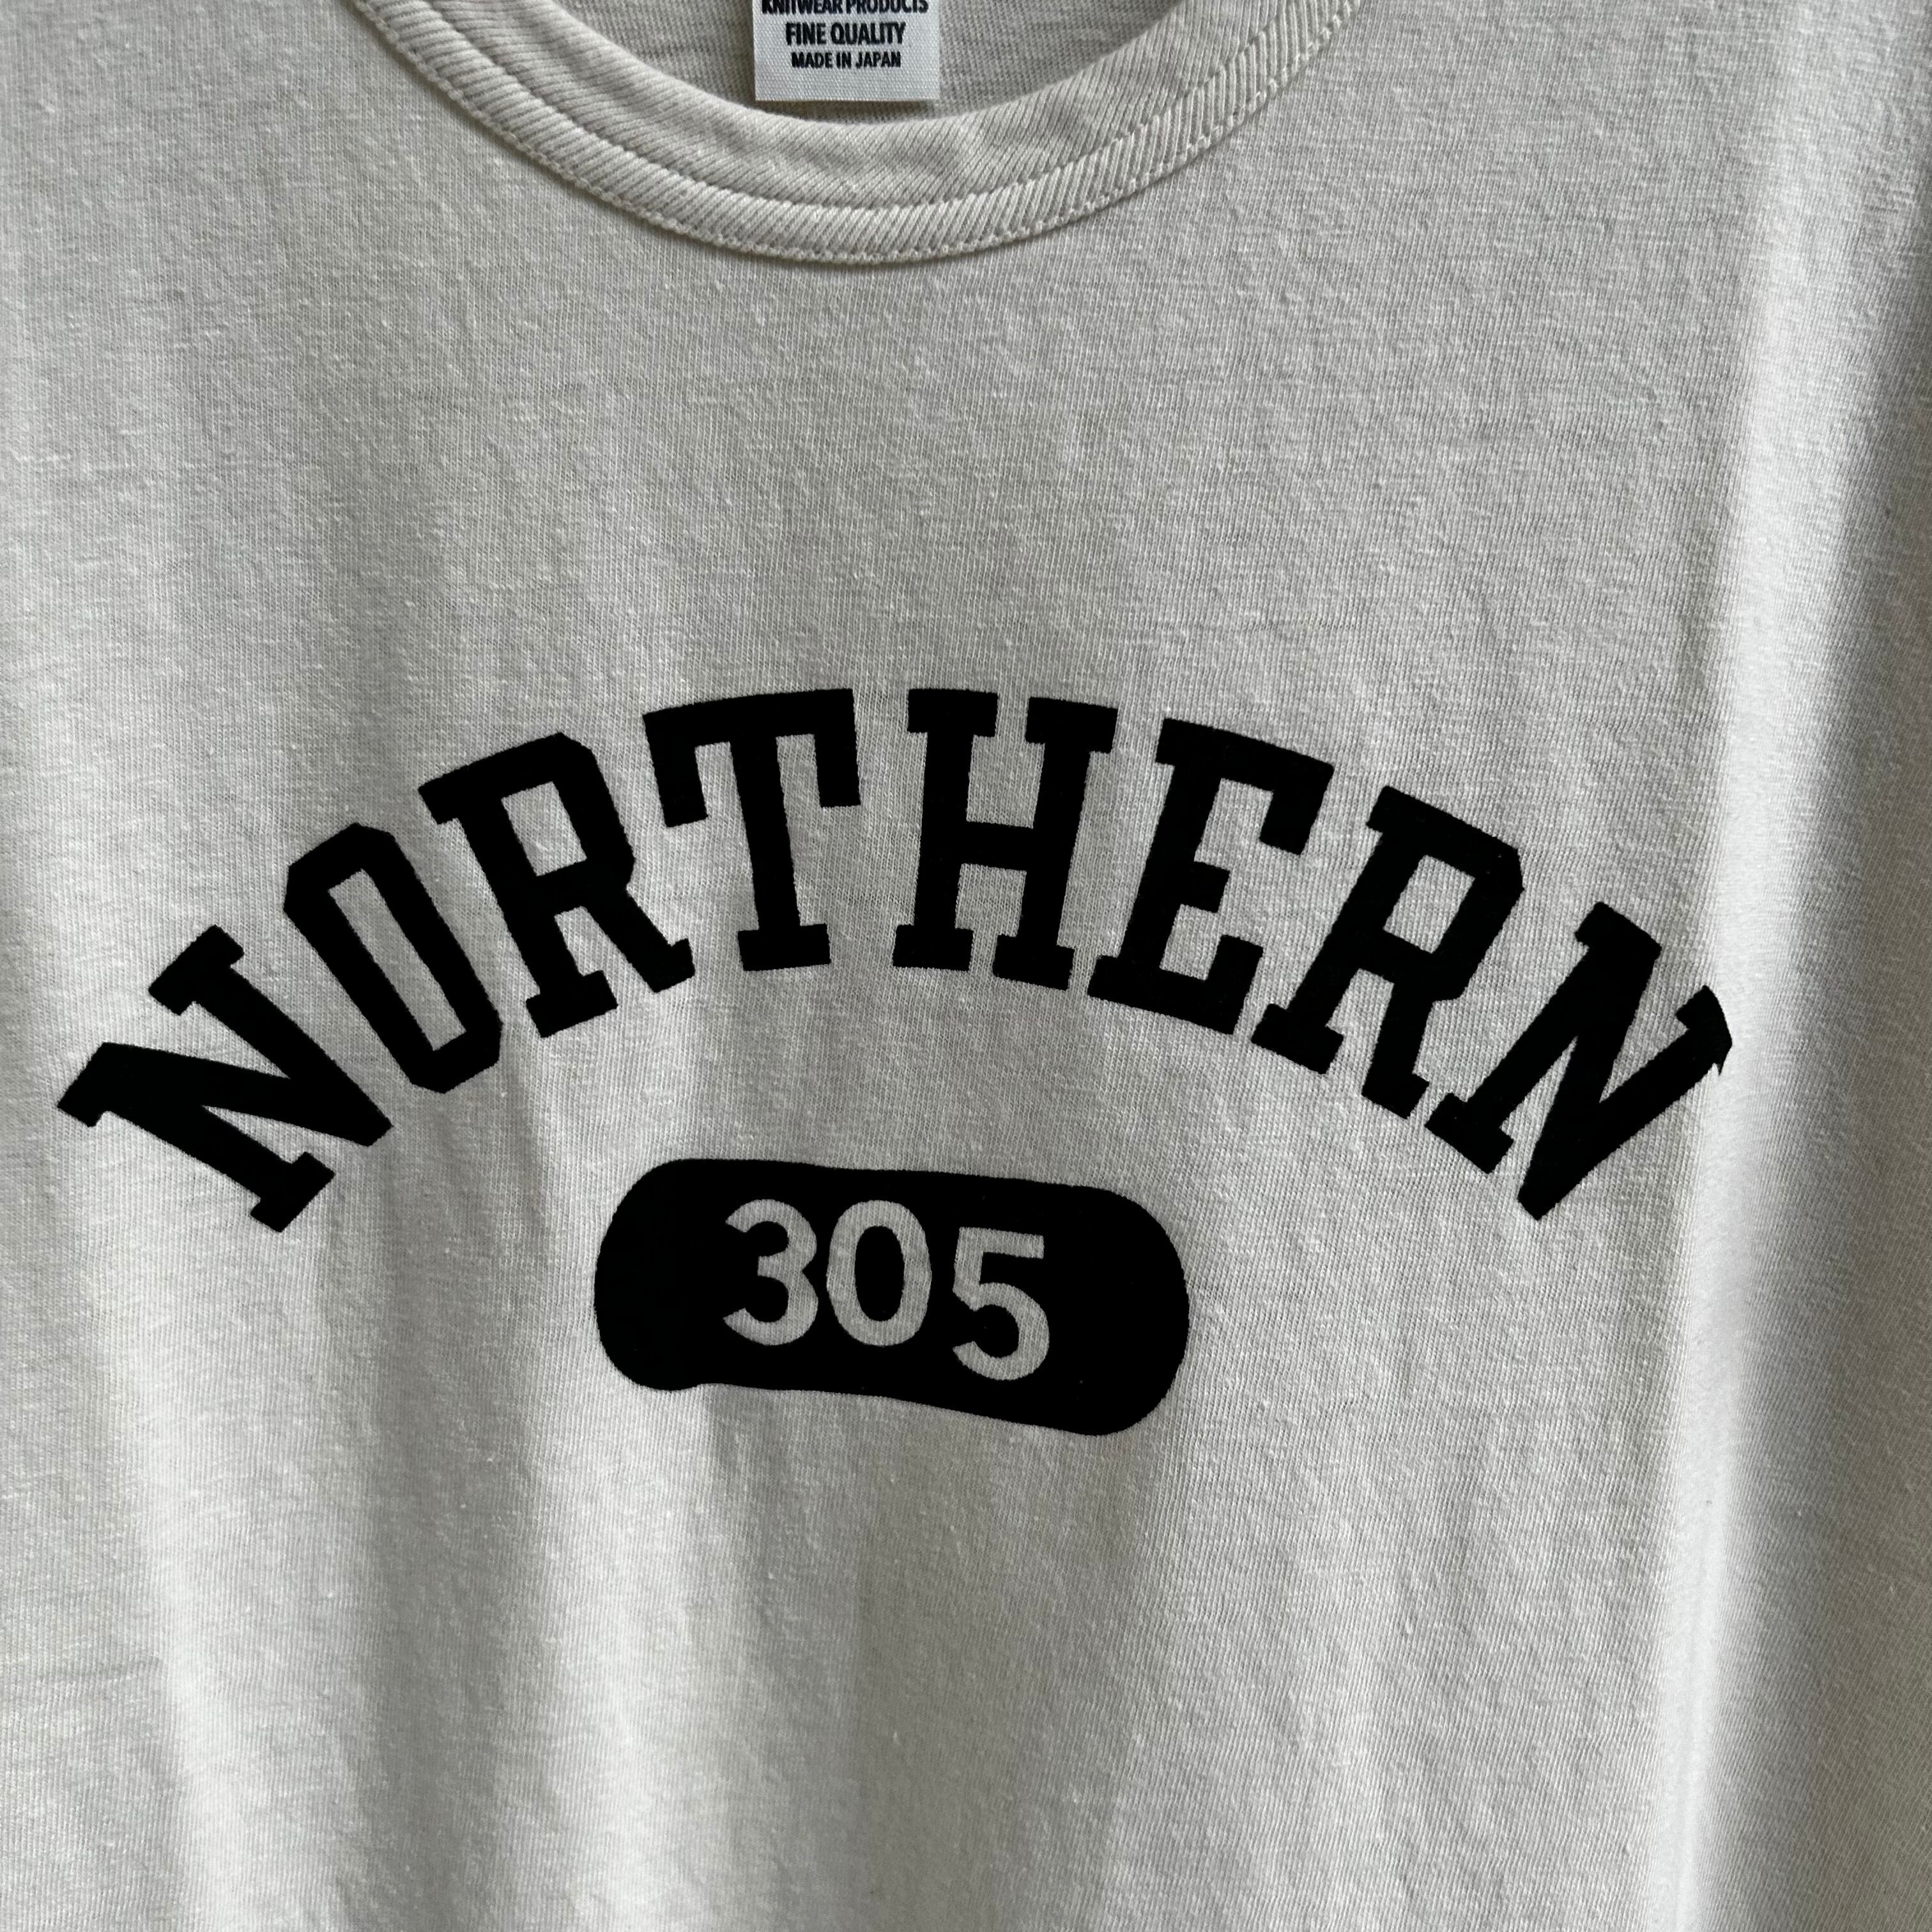 KNITWEAR PRODUCTS
FINE QUALITY
MADE IN JAPAN
NORTHERN
305